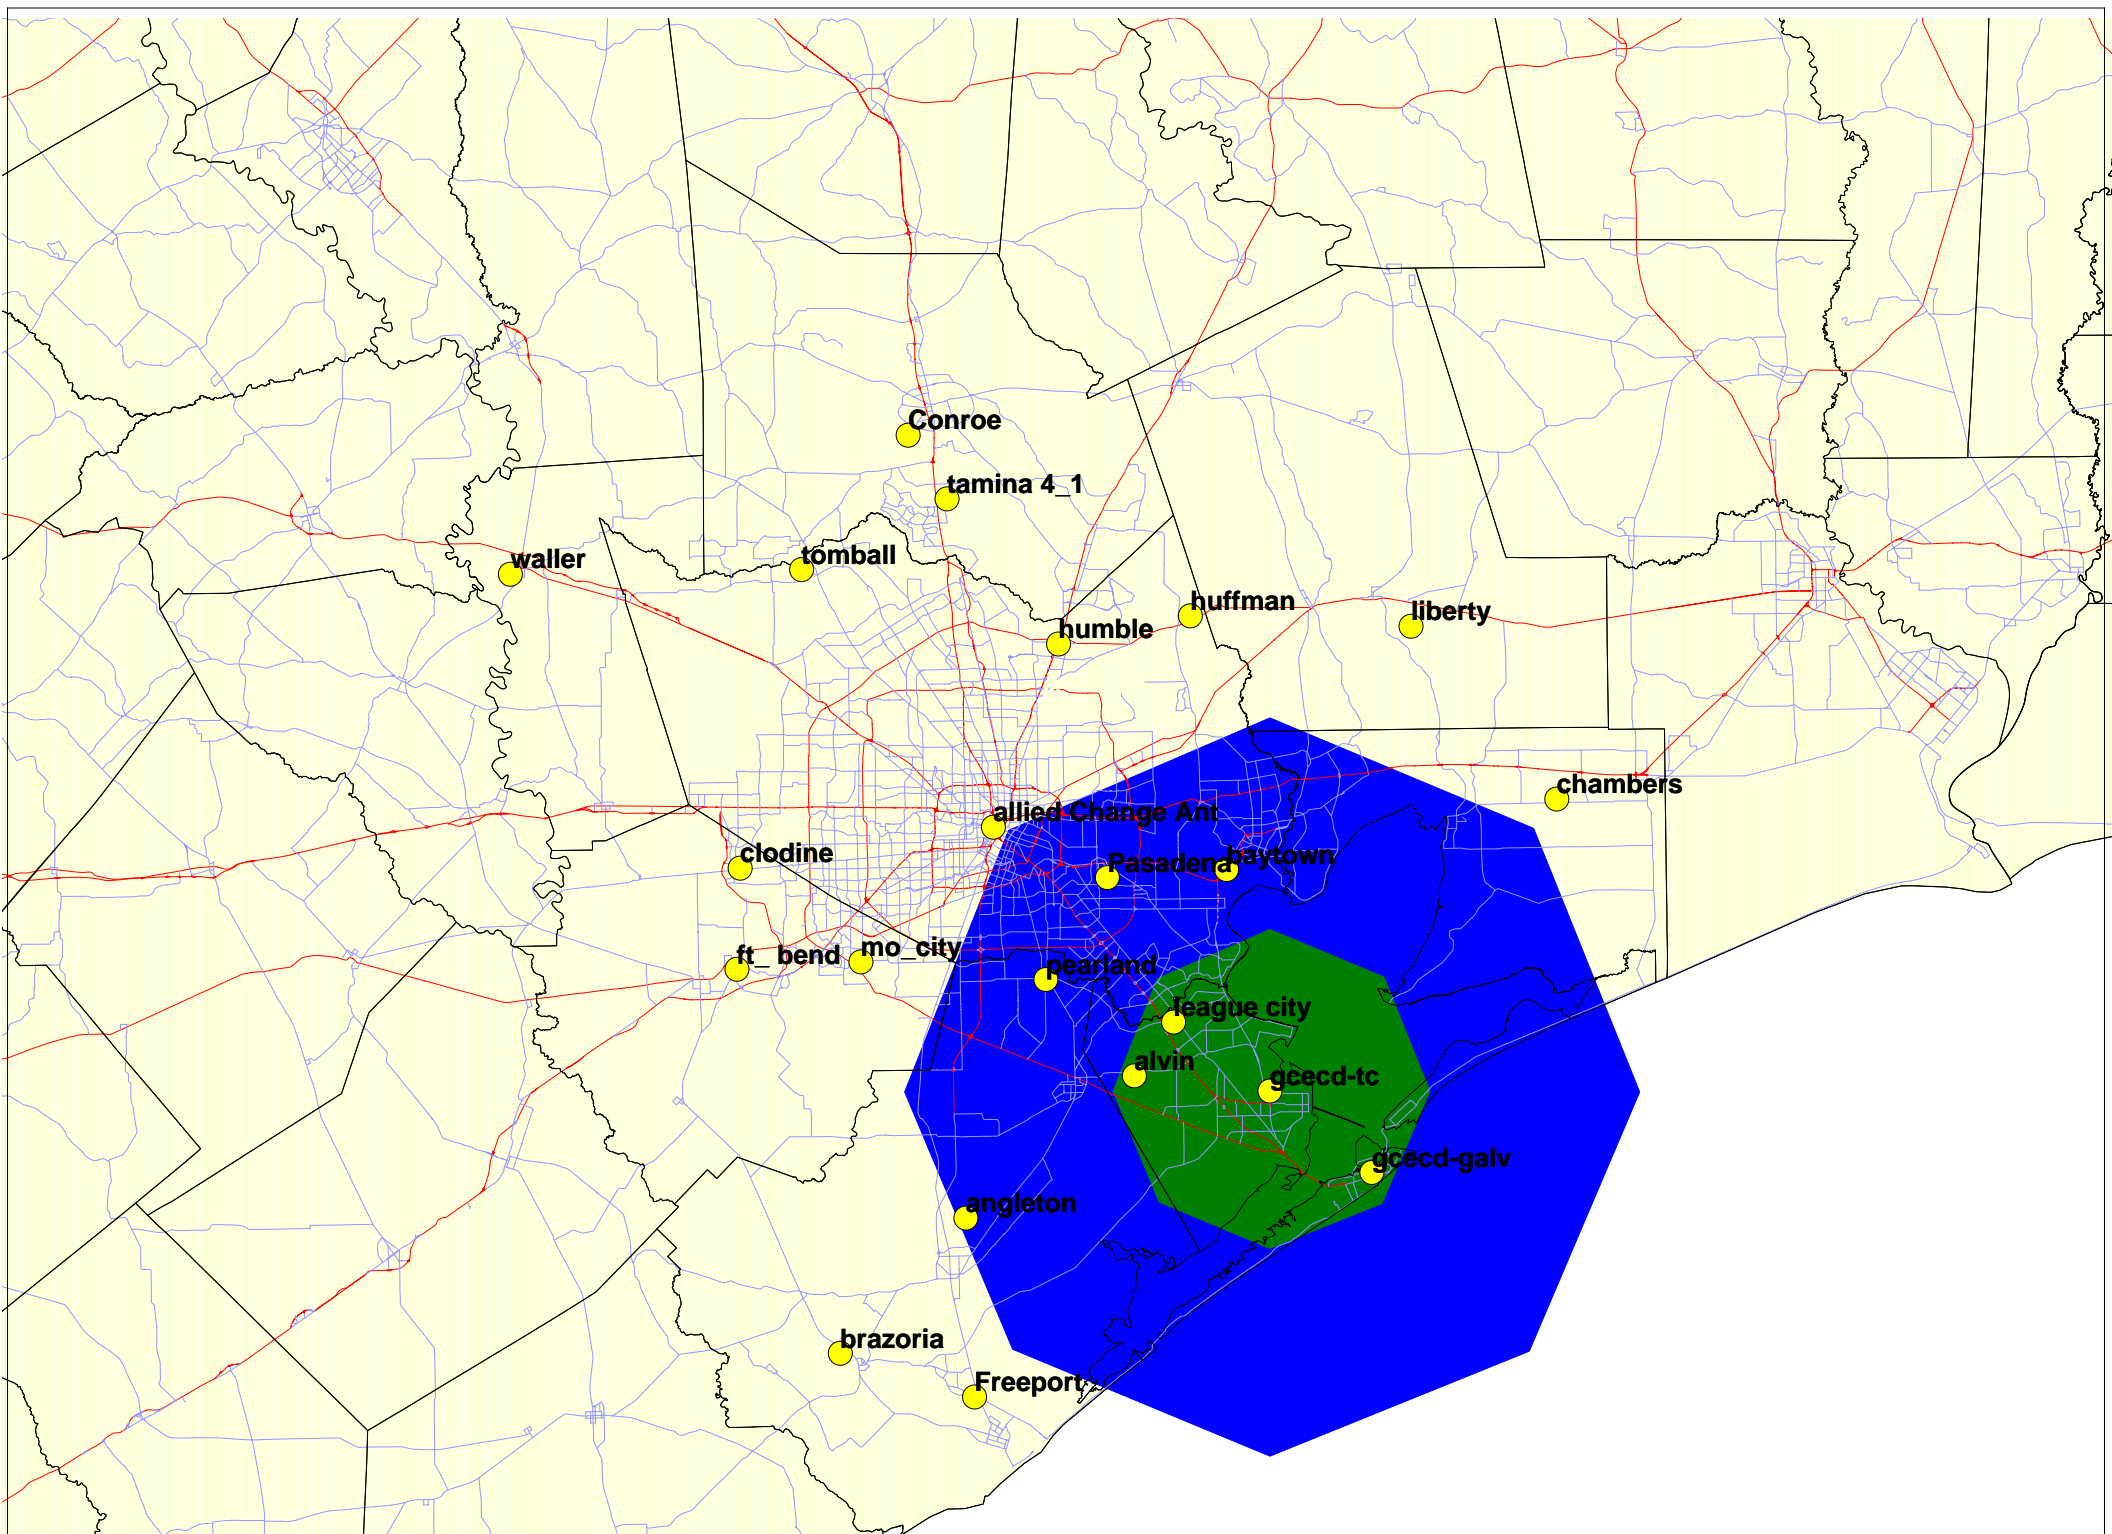 Conroe
tamina 4_1
waller
tomball
huffman
liberty
humble
chambers
allied Change Ant
clodine
Pasadena
baytown
ft_ bend
mo_city
pearland
league city
alvin
gcecd-tc
gcecd-galv
angleton
brazoria
Freeport